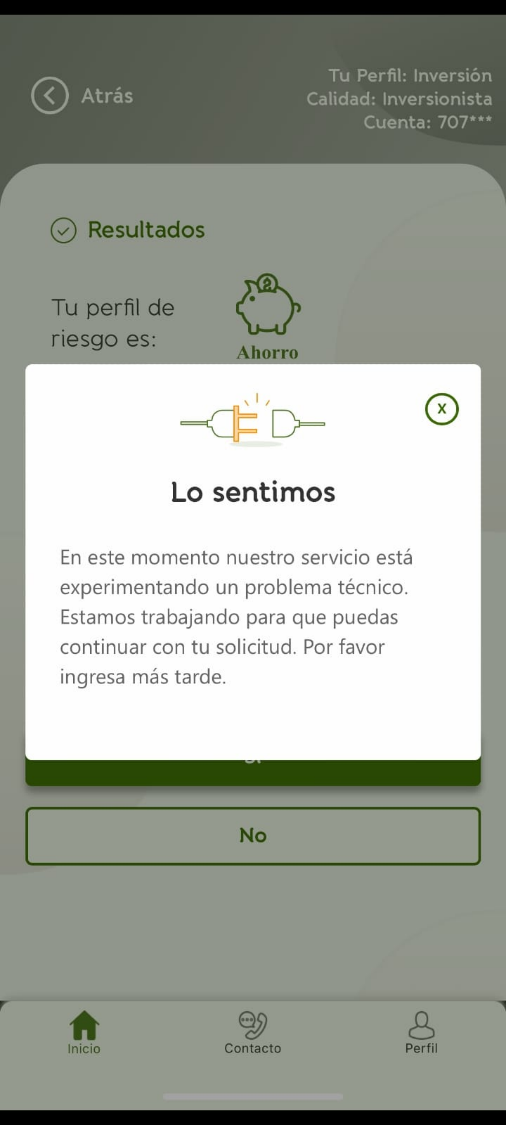 Atrás
Tu Perfil: Inversión
Calidad: Inversionista
Cuenta: 707***
Resultados
Tu perfil de
riesgo es:
Ahorro
X
Lo sentimos
En este momento nuestro servicio está
experimentando un problema técnico.
Estamos trabajando para que puedas
continuar con tu solicitud. Por favor
ingresa más tarde.
No
Inicio
Contacto
Perfil